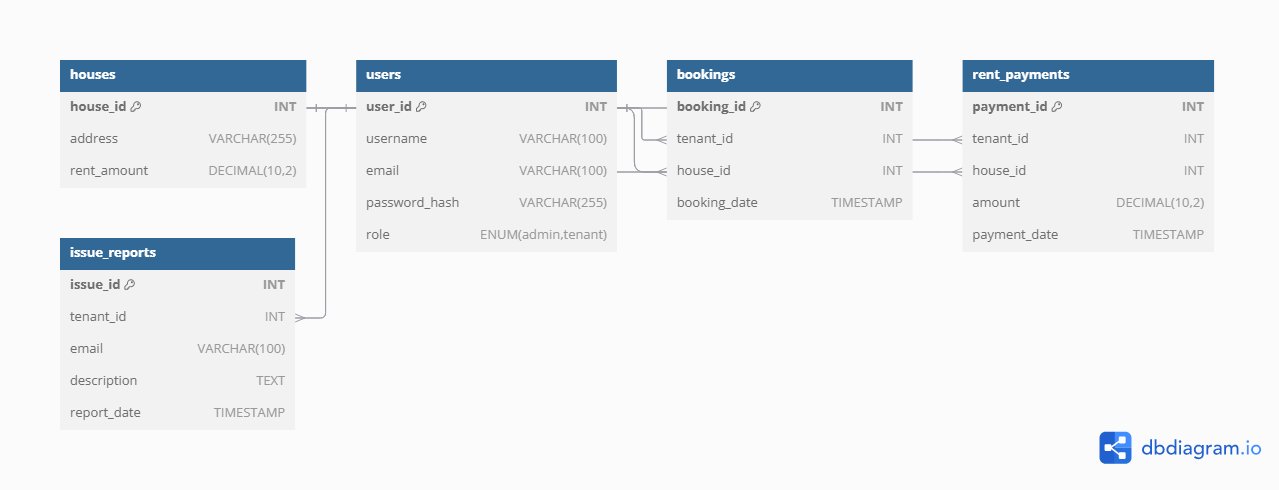 houses
house_id INT
address VARCHAR(255)
rent_amount DECIMAL(10,2)
users
user_id INT
username VARCHAR(100)
email VARCHAR(100)
password_hash VARCHAR(255)
role ENUM(admin,tenant)
bookings
booking_id INT
tenant_id INT
house_id INT
booking_date TIMESTAMP
rent_payments
payment_id INT
tenant_id INT
house_id INT
amount DECIMAL(10,2)
payment_date TIMESTAMP
issue_reports
issue_id INT
tenant_id INT
email VARCHAR(100)
description TEXT
report_date TIMESTAMP
dbdiagram.io